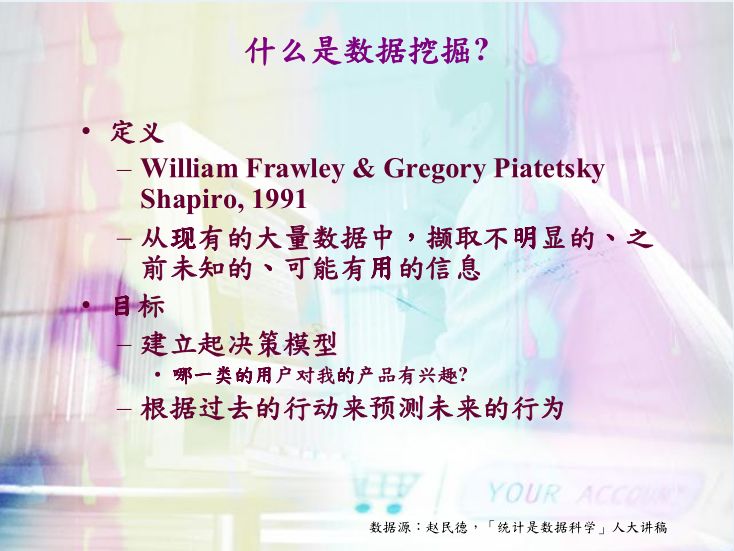 什么是数据挖掘?
• 定义
– William Frawley & Gregory Piatetsky
Shapiro, 1991
– 从现有的大量数据中，撷取不明显的、之
前未知的、可能有用的信息
• 目标
– 建立起决策模型
• 哪一类的用户对我的产品有兴趣?
– 根据过去的行动来预测未来的行为
YOUR ACCOUNT
数据源：赵民德，「统计是数据科学」人大讲稿